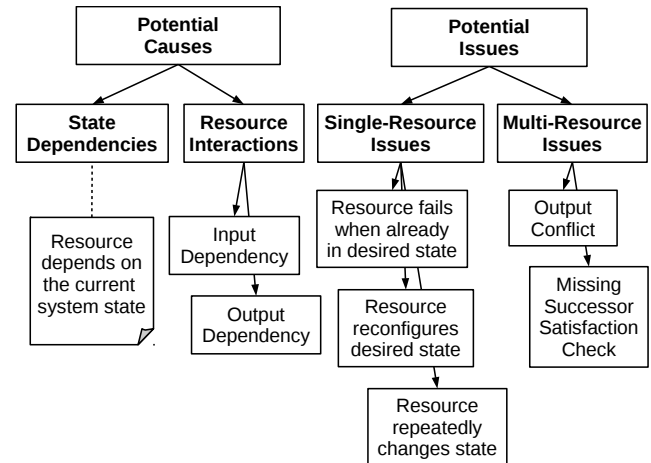 Potential
Causes
Potential
Issues
State
Dependencies
Resource
Interactions
Single-Resource
Issues
Multi-Resource
Issues
Resource
depends on
the current
system state
Input
Dependency
Output
Dependency
Resource fails
when already
in desired state
Resource
reconfigures
desired state
Resource
repeatedly
changes state
Output
Conflict
Missing
Successor
Satisfaction
Check